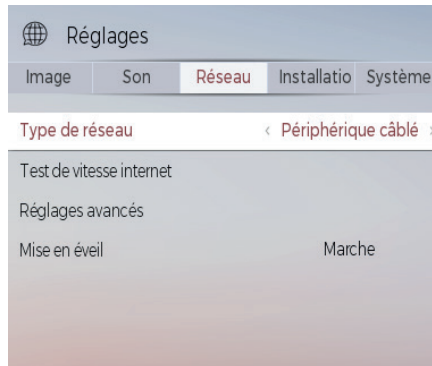 Réglages
Image Son Réseau Installatio Système
Type de réseau ‹ Périphérique câblé ›
Test de vitesse internet
Réglages avancés
Mise en éveil Marche